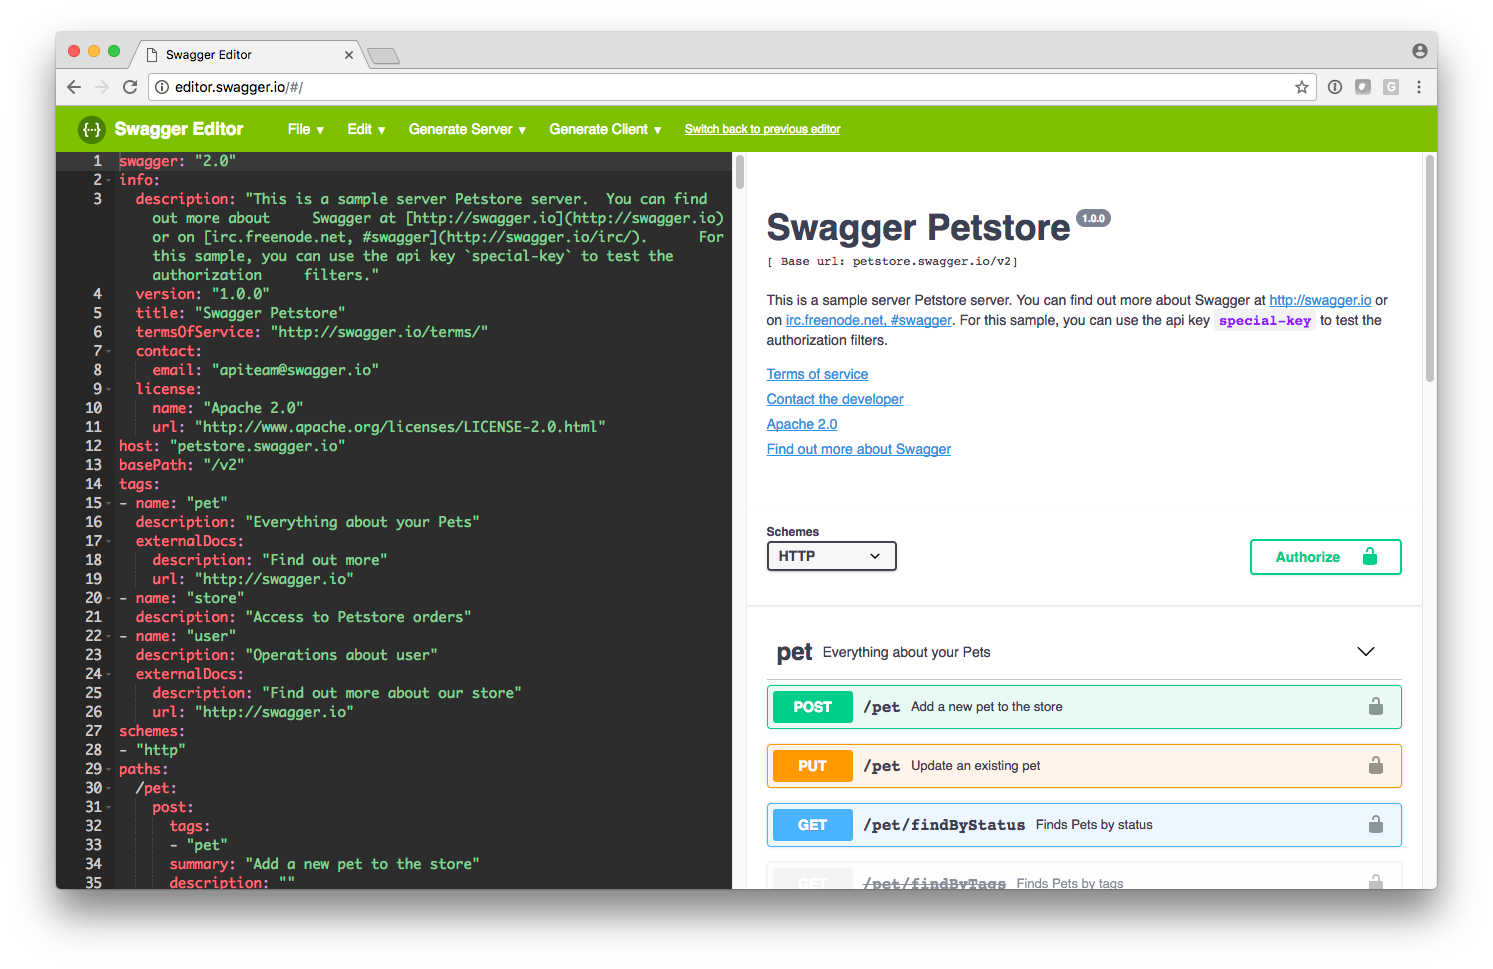 Swagger Editor
editor.swagger.io/#/
{··} Swagger Editor File ▾ Edit ▾ Generate Server ▾ Generate Client ▾ Switch back to previous editor
1 swagger: "2.0"
2 info:
3 description: "This is a sample server Petstore server.  You can find
out more about     Swagger at [http://swagger.io](http://swagger.io)
or on [irc.freenode.net, #swagger](http://swagger.io/irc/).      For
this sample, you can use the api key `special-key` to test the
authorization     filters."
4 version: "1.0.0"
5 title: "Swagger Petstore"
6 termsOfService: "http://swagger.io/terms/"
7 contact:
8 email: "apiteam@swagger.io"
9 license:
10 name: "Apache 2.0"
11 url: "http://www.apache.org/licenses/LICENSE-2.0.html"
12 host: "petstore.swagger.io"
13 basePath: "/v2"
14 tags:
15 - name: "pet"
16 description: "Everything about your Pets"
17 externalDocs:
18 description: "Find out more"
19 url: "http://swagger.io"
20 - name: "store"
21 description: "Access to Petstore orders"
22 - name: "user"
23 description: "Operations about user"
24 externalDocs:
25 description: "Find out more about our store"
26 url: "http://swagger.io"
27 schemes:
28 - "http"
29 paths:
30 /pet:
31 post:
32 tags:
33 - "pet"
34 summary: "Add a new pet to the store"
35 description: ""
Swagger Petstore 1.0.0
[ Base url: petstore.swagger.io/v2]
This is a sample server Petstore server. You can find out more about Swagger at http://swagger.io or
on irc.freenode.net, #swagger. For this sample, you can use the api key special-key to test the
authorization filters.
Terms of service
Contact the developer
Apache 2.0
Find out more about Swagger
Schemes
HTTP
Authorize
pet Everything about your Pets
POST /pet Add a new pet to the store
PUT /pet Update an existing pet
GET /pet/findByStatus Finds Pets by status
GET /pet/findByTags Finds Pets by tags